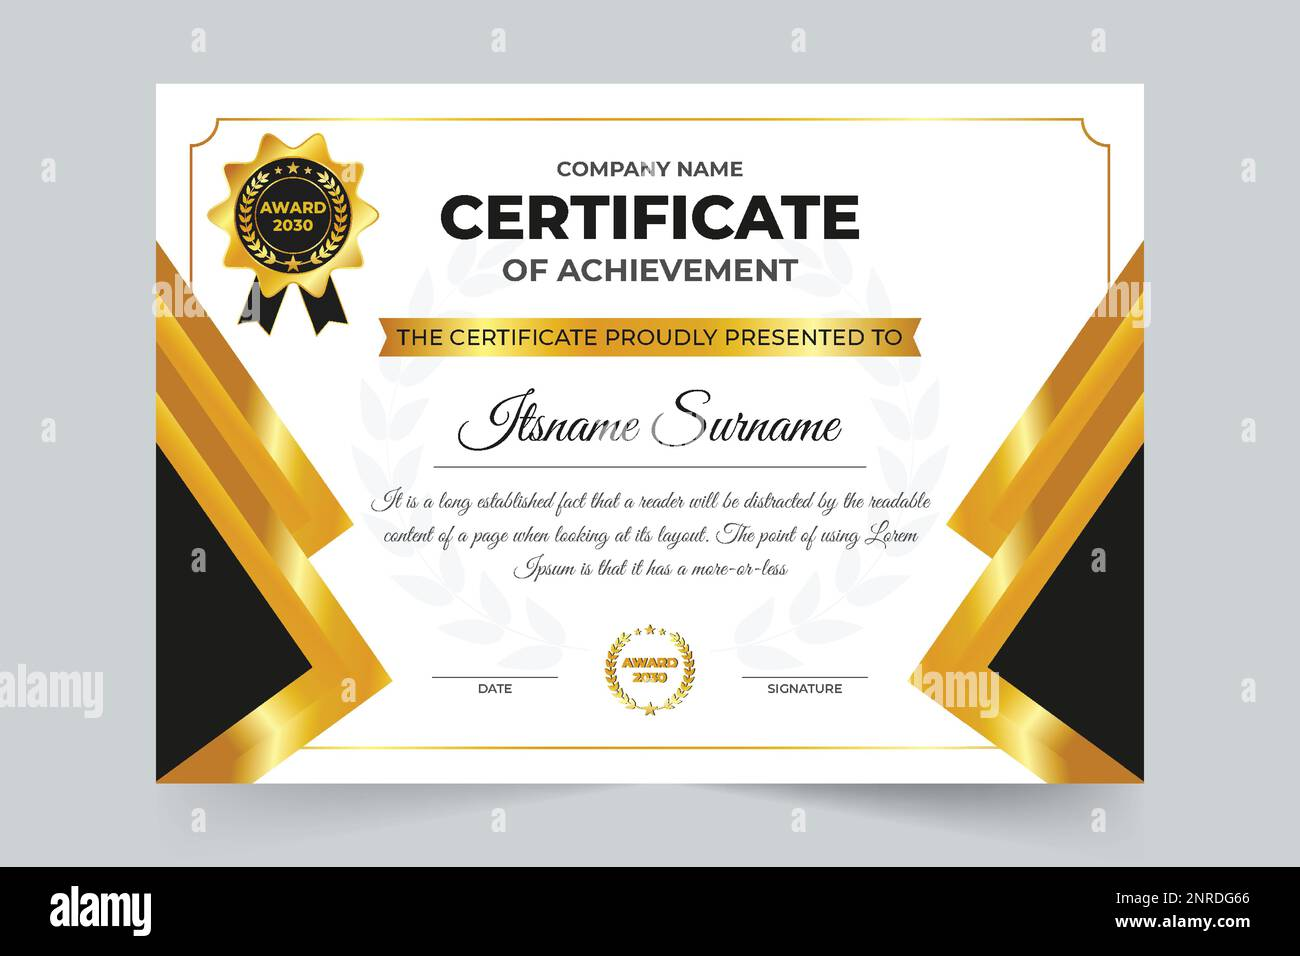 COMPANY NAME
CERTIFICATE
OF ACHIEVEMENT
AWARD
2030
THE CERTIFICATE PROUDLY PRESENTED TO
Itsname Surname
It is a long established fact that a reader will be distracted by the readable
content of a page when looking at its layout. The point of using Lorem
Ipsum is that it has a more-or-less
DATE
AWARD
2030
SIGNATURE
a a a a
a a
alamy
a a
a a a a
alamy
Image ID: 2NRDG66
www.alamy.com